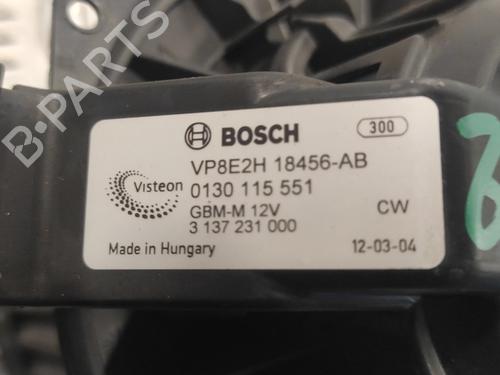 BOSCH
300
VP8E2H 18456-AB
Visteon
0130 115 551
GBM-M 12V
CW
3 137 231 000
Made in Hungary
12-03-04
B-PARTS